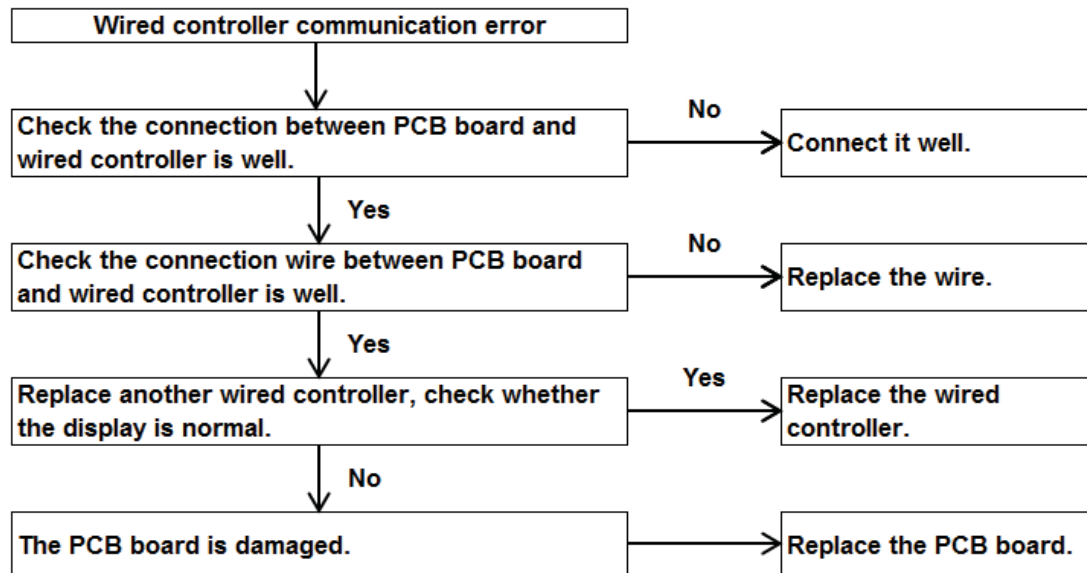 Wired controller communication error
Check the connection between PCB board and
wired controller is well.
No
Connect it well.
Yes
Check the connection wire between PCB board
and wired controller is well.
No
Replace the wire.
Yes
Replace another wired controller, check whether
the display is normal.
Yes
Replace the wired
controller.
No
The PCB board is damaged.
Replace the PCB board.